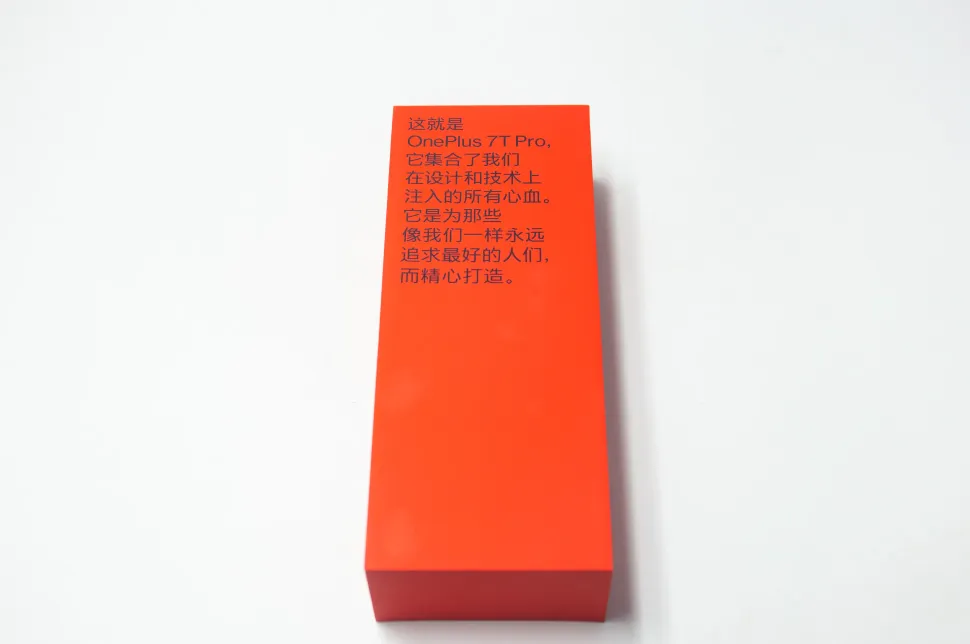 这就是
OnePlus 7T Pro,
它集合了我们
在设计和技术上
注入的所有心血。
它是为那些
像我们一样永远
追求最好的人们,
而精心打造。